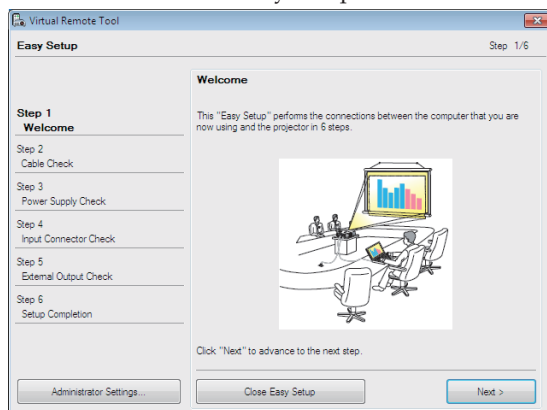 Virtual Remote Tool
Easy Setup
Step 1/6
Step 1
Welcome
Step 2
Cable Check
Step 3
Power Supply Check
Step 4
Input Connector Check
Step 5
External Output Check
Step 6
Setup Completion
Welcome
This "Easy Setup" performs the connections between the computer that you are
now using and the projector in 6 steps.
Click "Next" to advance to the next step.
Administrator Settings...
Close Easy Setup
Next >